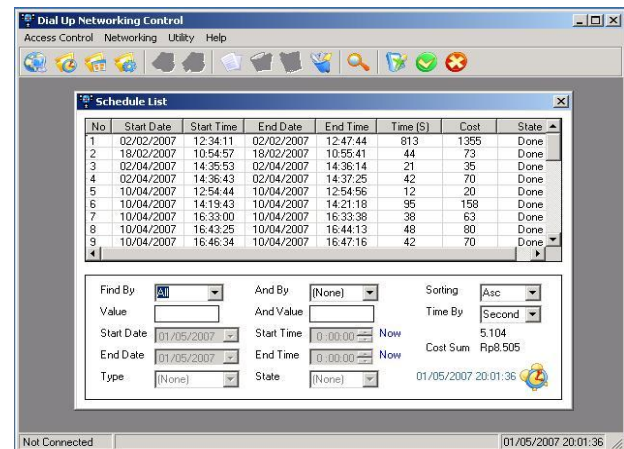 Dial Up Networking Control
Access Control Networking Utility Help
Schedule List
No Start Date Start Time End Date End Time Time (S) Cost State
1 02/02/2007 12:34:11 02/02/2007 12:47:44 813 1355 Done
2 18/02/2007 10:54:57 18/02/2007 10:55:41 44 73 Done
3 02/04/2007 14:35:53 02/04/2007 14:36:14 21 35 Done
4 02/04/2007 14:36:43 02/04/2007 14:37:25 42 70 Done
5 10/04/2007 12:54:44 10/04/2007 12:54:56 12 20 Done
6 10/04/2007 14:19:43 10/04/2007 14:21:18 95 158 Done
7 10/04/2007 16:33:00 10/04/2007 16:33:38 38 63 Done
8 10/04/2007 16:43:25 10/04/2007 16:44:13 48 80 Done
9 10/04/2007 16:46:34 10/04/2007 16:47:16 42 70 Done
Find By All And By (None) Sorting Asc
Value And Value Time By Second
Start Date 01/05/2007 Start Time 0:00:00 Now 5.104
End Date 01/05/2007 End Time 0:00:00 Now Cost Sum Rp8.505
Type (None) State (None) 01/05/2007 20:01:36
Not Connected 01/05/2007 20:01:36